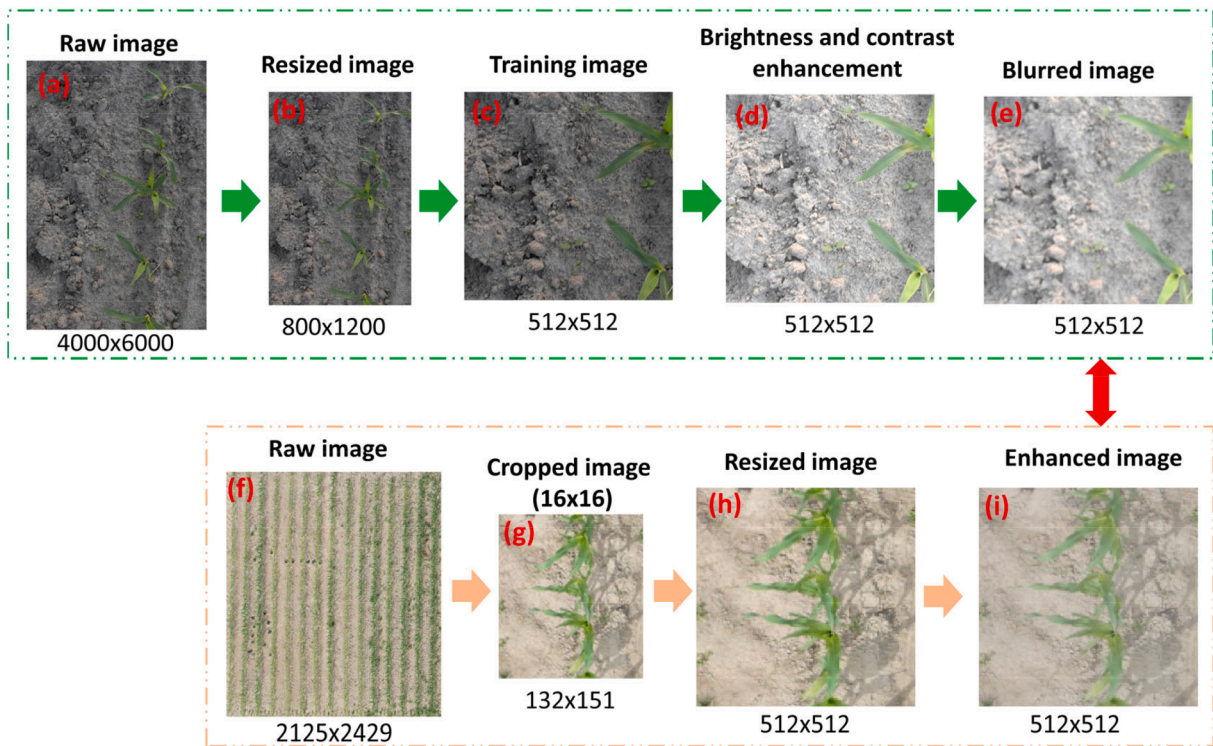 Raw image
(a)
4000x6000
Resized image
(b)
800x1200
Training image
(c)
512x512
Brightness and contrast
enhancement
(d)
512x512
Blurred image
(e)
512x512
Raw image
(f)
2125x2429
Cropped image
(16x16)
(g)
132x151
Resized image
(h)
512x512
Enhanced image
(i)
512x512